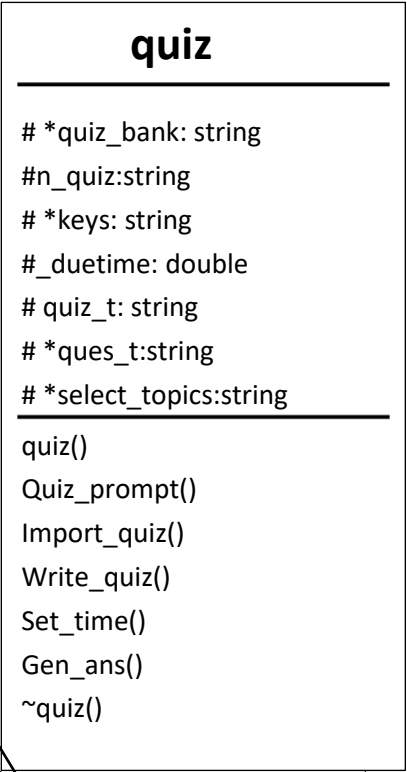 quiz
# *quiz_bank: string
#n_quiz:string
# *keys: string
#_duetime: double
# quiz_t: string
# *ques_t:string
# *select_topics:string
quiz()
Quiz_prompt()
Import_quiz()
Write_quiz()
Set_time()
Gen_ans()
~quiz()